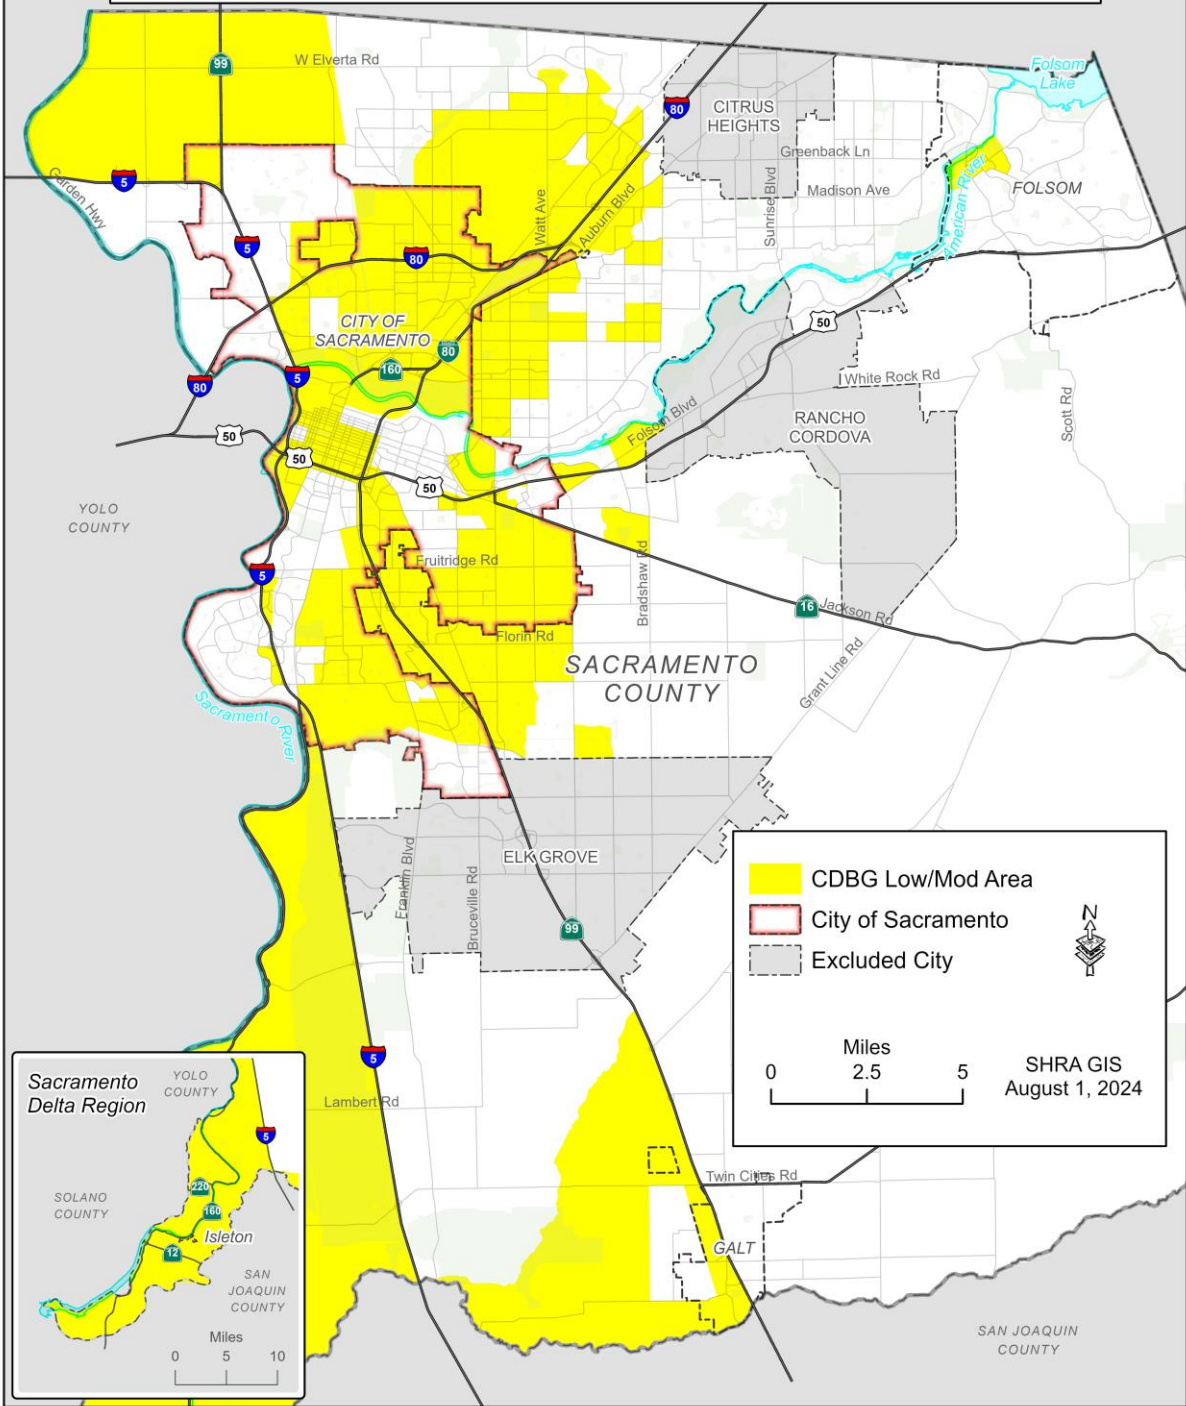 99
W Elverta Rd
Folsom
Lake
80
CITRUS
HEIGHTS
Greenback Ln
5
Garden Hwy
Madison Ave
FOLSOM
Watt Ave
Auburn Blvd
Sunrise Blvd
American River
5
80
CITY OF
SACRAMENTO
50
80
160
5
80
White Rock Rd
Scott Rd
50
Folsom Blvd
RANCHO
CORDOVA
50
50
YOLO
COUNTY
Fruitridge Rd
5
Bradshaw Rd
16
Jackson Rd
Florin Rd
SACRAMENTO
COUNTY
Grant Line Rd
Sacramento River
ELK GROVE
Franklin Blvd
Bruceville Rd
99
CDBG Low/Mod Area
City of Sacramento
Excluded City
N
Miles
0 2.5 5
SHRA GIS
August 1, 2024
5
Lambert Rd
Twin Cities Rd
GALT
SAN JOAQUIN
COUNTY
Sacramento
Delta Region
YOLO
COUNTY
5
SOLANO
COUNTY
220
160
Isleton
12
SAN
JOAQUIN
COUNTY
Miles
0 5 10